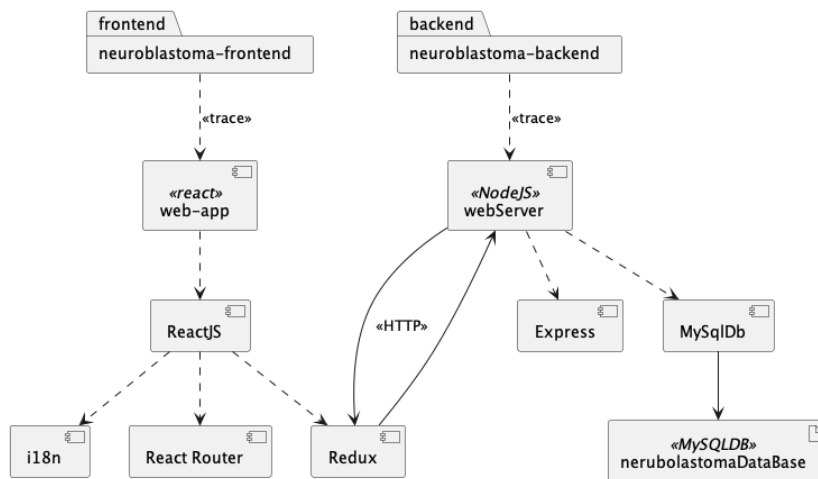 frontend
neuroblastoma-frontend
backend
neuroblastoma-backend
«trace»
«trace»
«react»
web-app
«NodeJS»
webServer
ReactJS
«HTTP»
Express
MySqlDb
i18n
React Router
Redux
«MySQLDB»
nerubolastomaDataBase